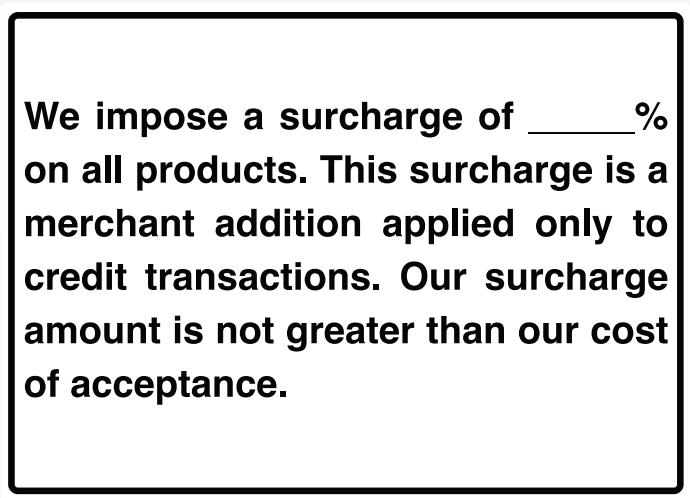 We impose a surcharge of ______%
on all products. This surcharge is a
merchant addition applied only to
credit transactions. Our surcharge
amount is not greater than our cost
of acceptance.